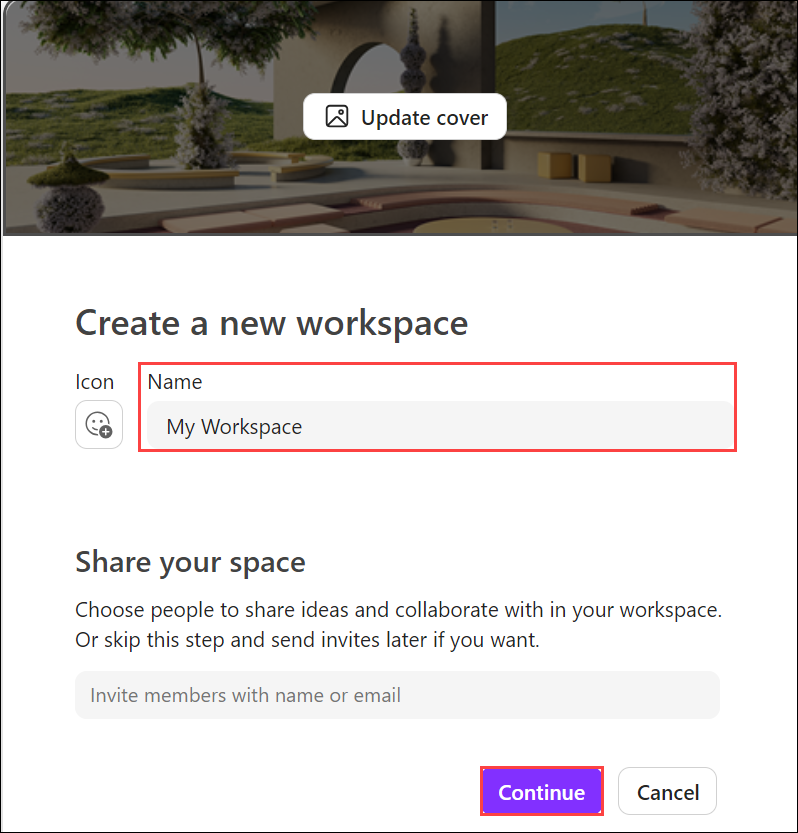 Update cover
Create a new workspace
Icon
Name
My Workspace
Share your space
Choose people to share ideas and collaborate with in your workspace.
Or skip this step and send invites later if you want.
Invite members with name or email
Continue
Cancel